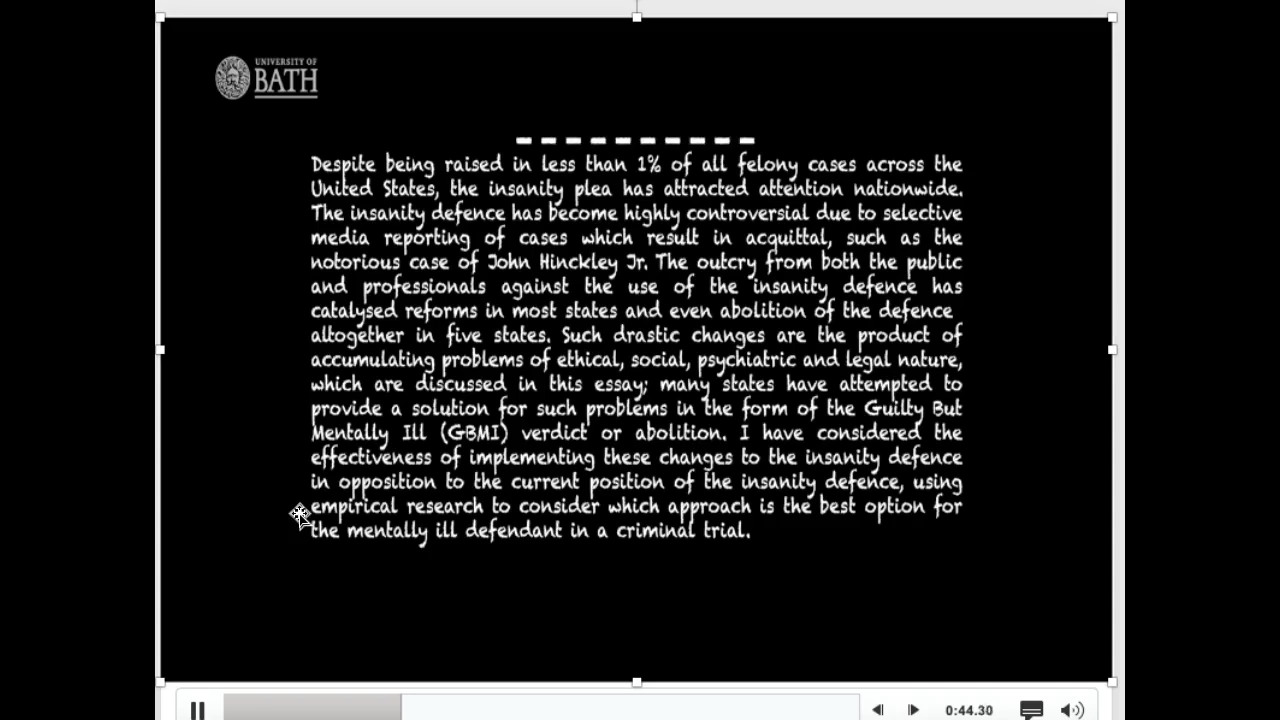 UNIVERSITY OF
BATH
Despite being raised in less than 1% of all felony cases across the
United States, the insanity plea has attracted attention nationwide.
The insanity defence has become highly controversial due to selective
media reporting of cases which result in acquittal, such as the
notorious case of John Hinckley Jr. The outcry from both the public
and professionals against the use of the insanity defence has
catalysed reforms in most states and even abolition of the defence
altogether in five states. Such drastic changes are the product of
accumulating problems of ethical, social, psychiatric and legal nature,
which are discussed in this essay; many states have attempted to
provide a solution for such problems in the form of the Guilty But
Mentally Ill (GBMI) verdict or abolition. I have considered the
effectiveness of implementing these changes to the insanity defence
in opposition to the current position of the insanity defence, using
empirical research to consider which approach is the best option for
the mentally ill defendant in a criminal trial.
0:44.30